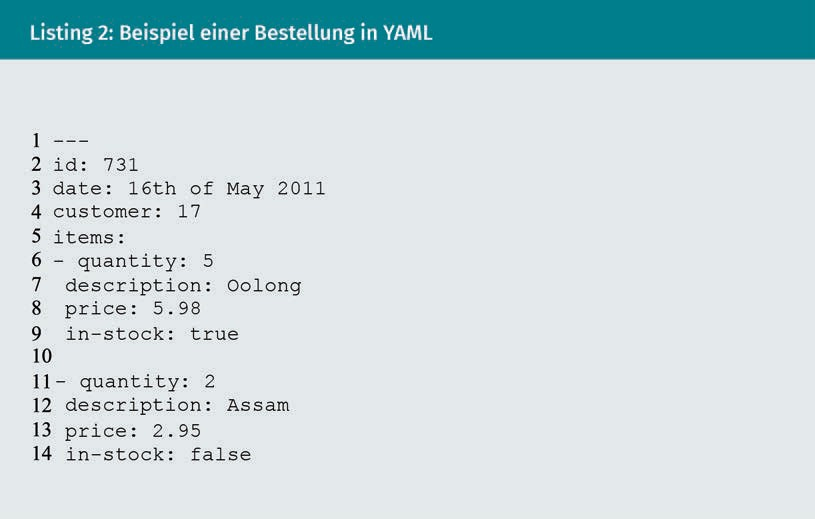 Listing 2: Beispiel einer Bestellung in YAML
1 ---
2 id: 731
3 date: 16th of May 2011
4 customer: 17
5 items:
6 - quantity: 5
7  description: Oolong
8  price: 5.98
9  in-stock: true
10
11- quantity: 2
12 description: Assam
13 price: 2.95
14 in-stock: false